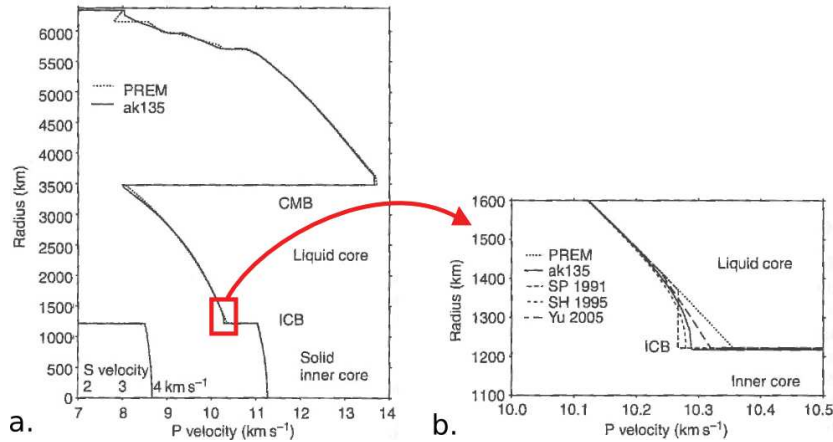 6000
5500
5000
4500
4000
3500
3000
2500
2000
1500
1000
500
0
Radius (km)
PREM
ak135
CMB
Liquid core
ICB
Solid
inner core
S velocity
2 3 4 km s⁻¹
7 8 9 10 11 12 13 14
P velocity (km s⁻¹)
a.
1600
1500
1400
1300
1200
1100
Radius (km)
PREM
ak135
SP 1991
SH 1995
Yu 2005
Liquid core
ICB
Inner core
10.0 10.1 10.2 10.3 10.4 10.5
P velocity (km s⁻¹)
b.